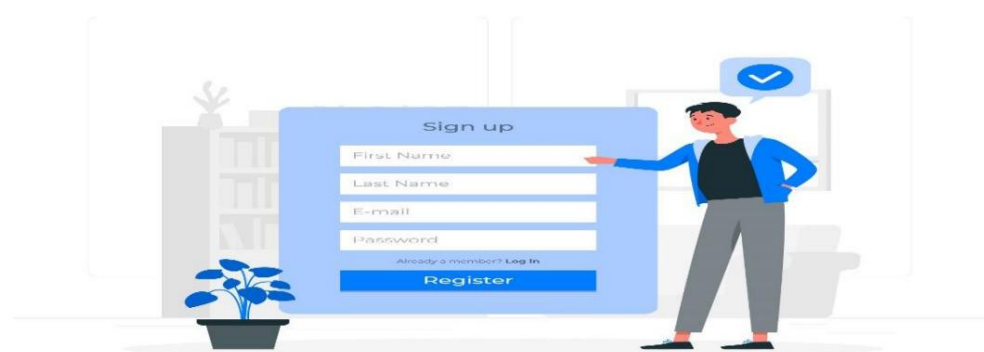 Sign up
First Name
Last Name
E-mail
Password
Already a member? Log In
Register